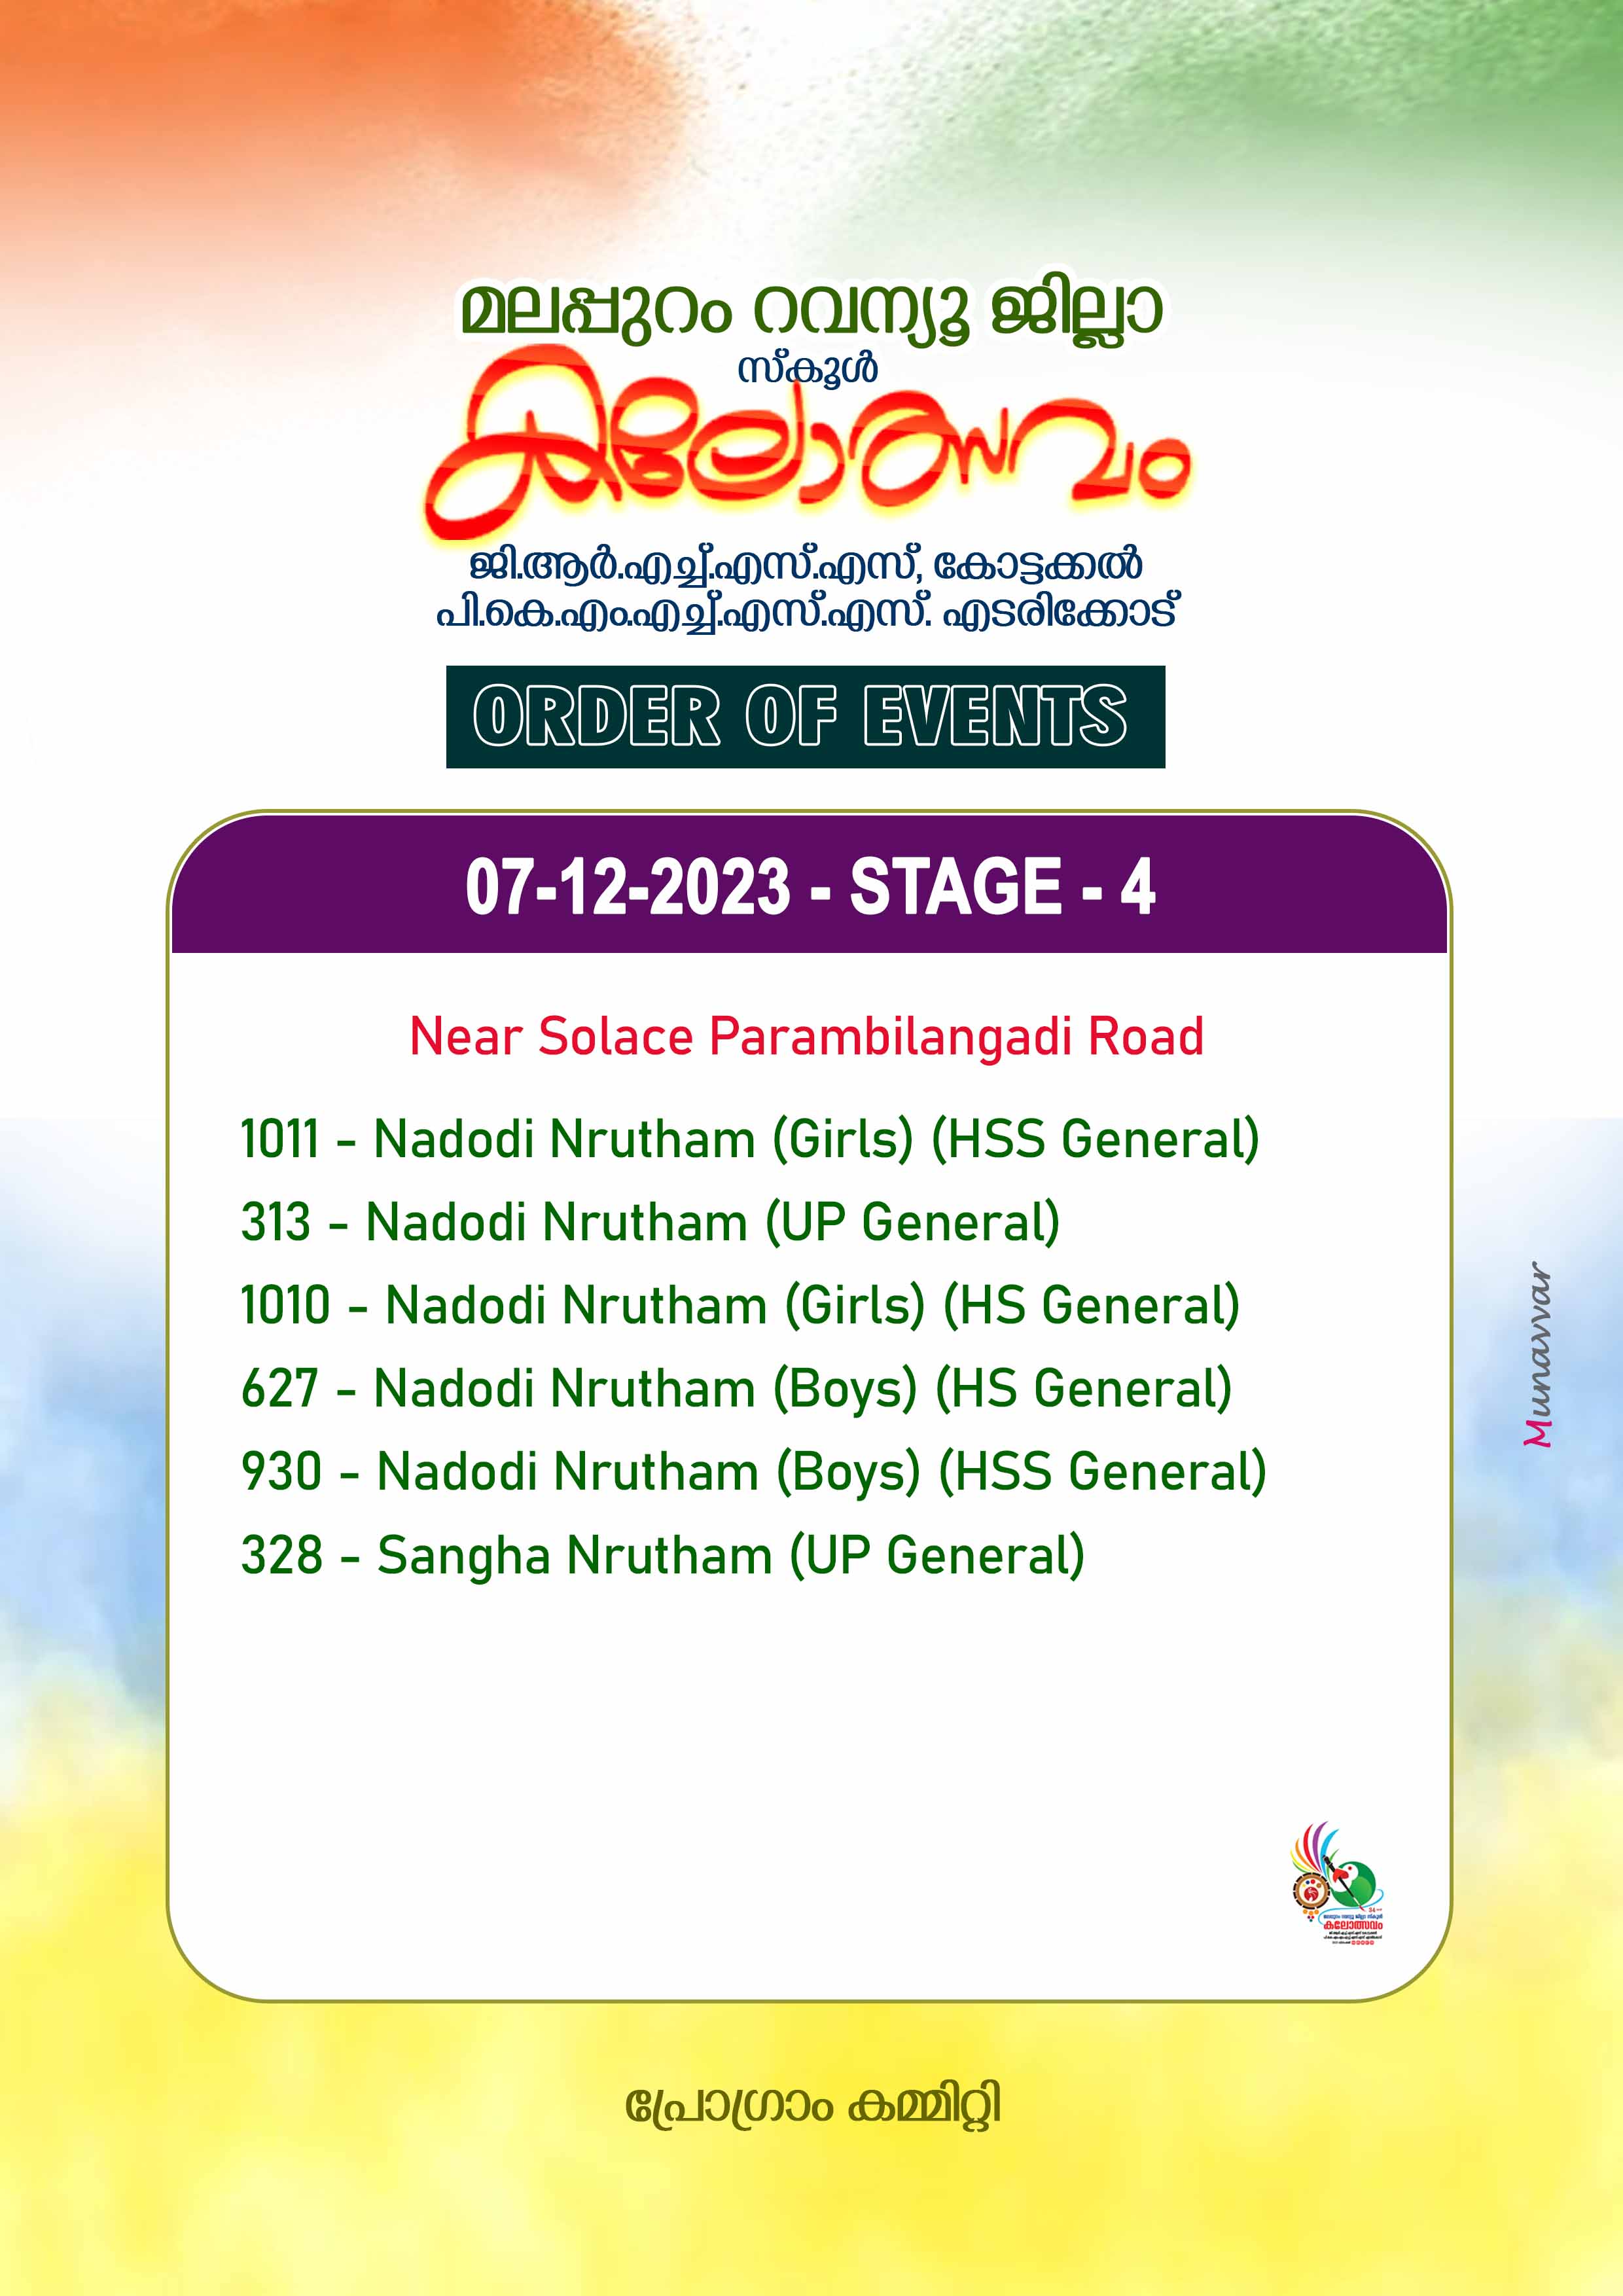 മലപ്പുറം റവന്യൂ ജില്ലാ
സ്കൂൾ
കലോത്സവം
ജി.ആർ.എച്ച്.എസ്.എസ്, കോട്ടക്കൽ
പി.കെ.എം.എച്ച്.എസ്.എസ്. എടരിക്കോട്
ORDER OF EVENTS
07-12-2023 - STAGE - 4
Near Solace Parambilangadi Road
1011 - Nadodi Nrutham (Girls) (HSS General)
313 - Nadodi Nrutham (UP General)
1010 - Nadodi Nrutham (Girls) (HS General)
627 - Nadodi Nrutham (Boys) (HS General)
930 - Nadodi Nrutham (Boys) (HSS General)
328 - Sangha Nrutham (UP General)
Munavvar
കലോത്സവം
പ്രോഗ്രാം കമ്മിറ്റി